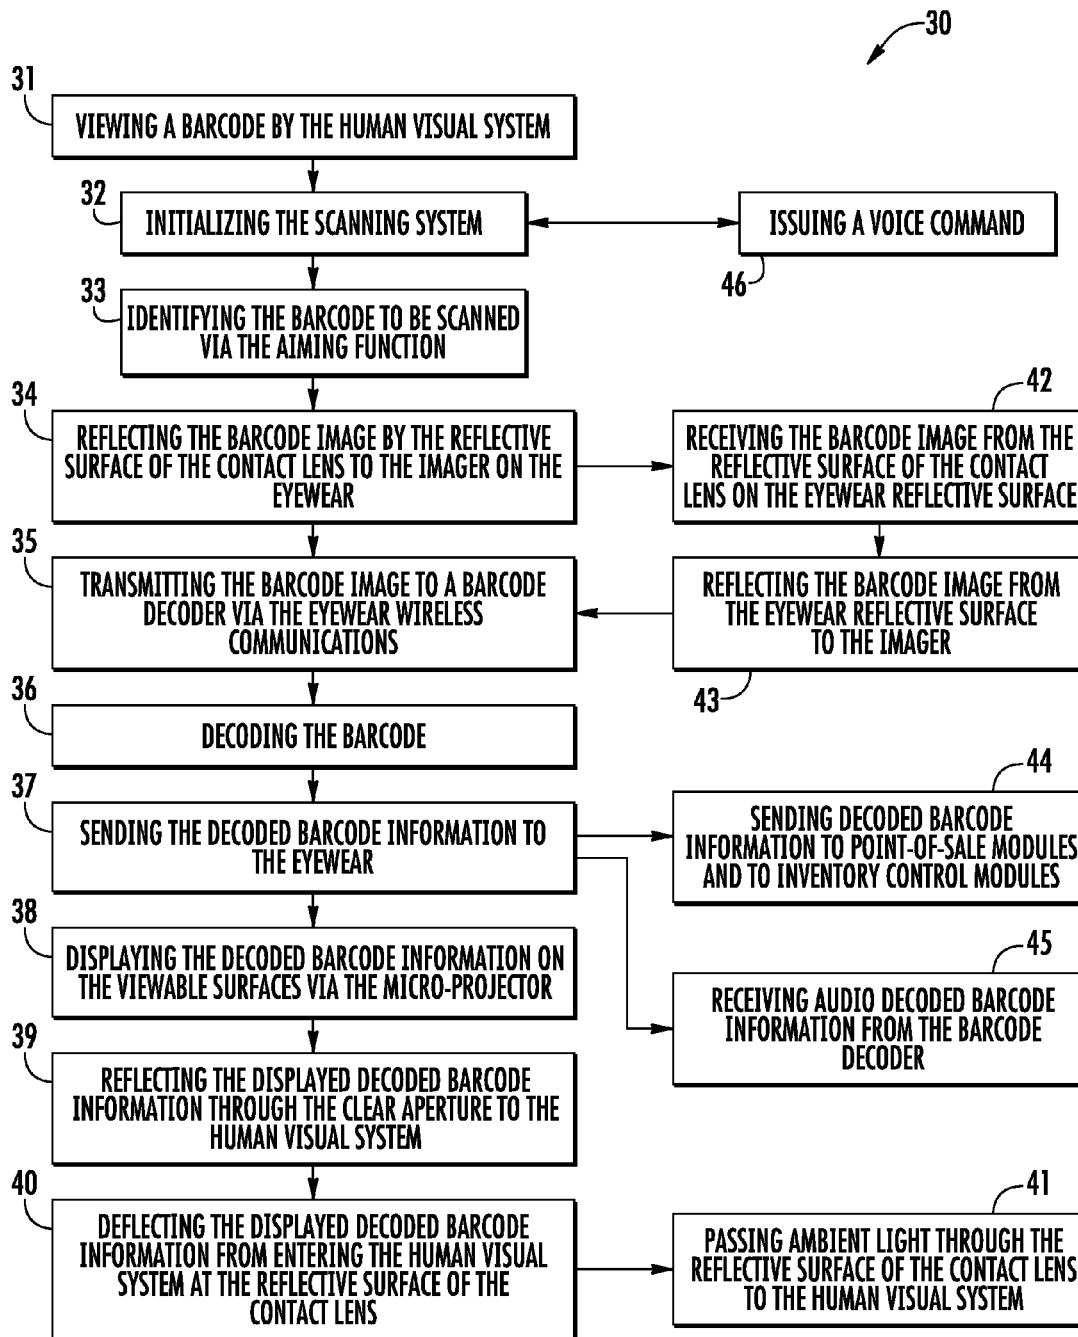 30
31
VIEWING A BARCODE BY THE HUMAN VISUAL SYSTEM
32
INITIALIZING THE SCANNING SYSTEM
ISSUING A VOICE COMMAND
46
33
IDENTIFYING THE BARCODE TO BE SCANNED
VIA THE AIMING FUNCTION
34
REFLECTING THE BARCODE IMAGE BY THE REFLECTIVE
SURFACE OF THE CONTACT LENS TO THE IMAGER ON THE
EYEWEAR
42
RECEIVING THE BARCODE IMAGE FROM THE
REFLECTIVE SURFACE OF THE CONTACT
LENS ON THE EYEWEAR REFLECTIVE SURFACE
35
TRANSMITTING THE BARCODE IMAGE TO A BARCODE
DECODER VIA THE EYEWEAR WIRELESS
COMMUNICATIONS
REFLECTING THE BARCODE IMAGE FROM
THE EYEWEAR REFLECTIVE SURFACE
TO THE IMAGER
43
36
DECODING THE BARCODE
37
SENDING THE DECODED BARCODE INFORMATION TO
THE EYEWEAR
44
SENDING DECODED BARCODE
INFORMATION TO POINT-OF-SALE MODULES
AND TO INVENTORY CONTROL MODULES
38
DISPLAYING THE DECODED BARCODE INFORMATION ON
THE VIEWABLE SURFACES VIA THE MICRO-PROJECTOR
45
RECEIVING AUDIO DECODED BARCODE
INFORMATION FROM THE BARCODE
DECODER
39
REFLECTING THE DISPLAYED DECODED BARCODE
INFORMATION THROUGH THE CLEAR APERTURE TO THE
HUMAN VISUAL SYSTEM
40
DEFLECTING THE DISPLAYED DECODED BARCODE
INFORMATION FROM ENTERING THE HUMAN VISUAL
SYSTEM AT THE REFLECTIVE SURFACE OF THE
CONTACT LENS
41
PASSING AMBIENT LIGHT THROUGH THE
REFLECTIVE SURFACE OF THE CONTACT LENS
TO THE HUMAN VISUAL SYSTEM